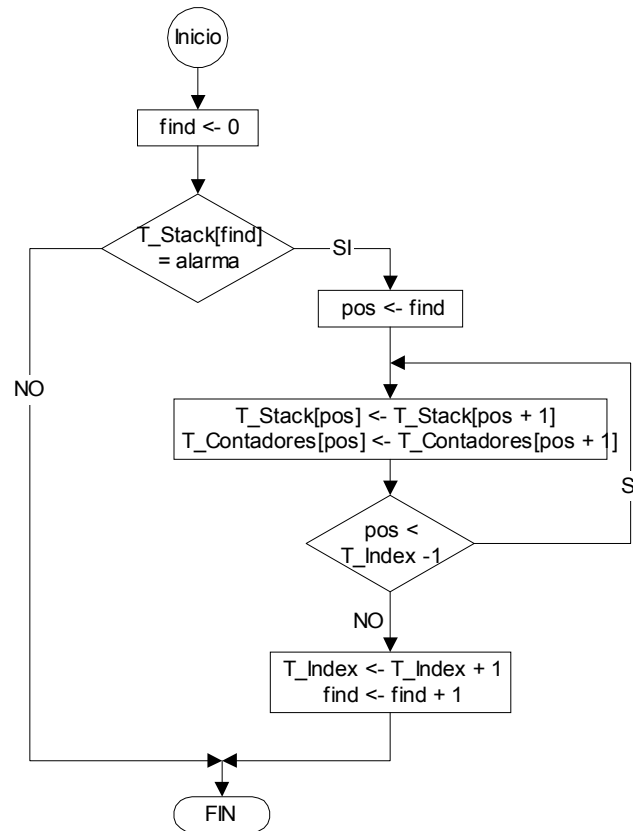 Inicio
find <- 0
T_Stack[find]
= alarma
SI
pos <- find
NO
T_Stack[pos] <- T_Stack[pos + 1]
T_Contadores[pos] <- T_Contadores[pos + 1]
S
pos <
T_Index -1
NO
T_Index <- T_Index + 1
find <- find + 1
FIN